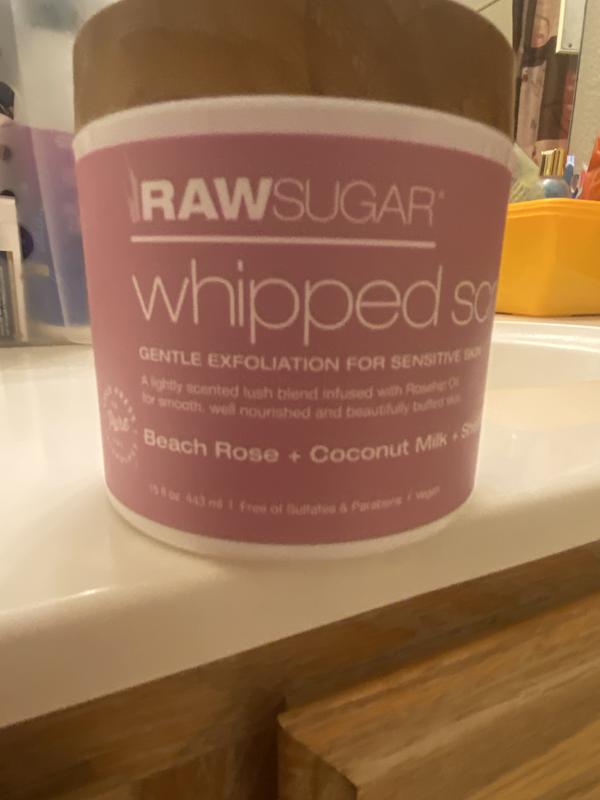 RAWSUGAR®
whipped sc
GENTLE EXFOLIATION FOR SENSITIVE SKIN
A lightly scented lush blend infused with Rosehip Oil
for smooth, well nourished and beautifully buffed skin.
Beach Rose + Coconut Milk + She
Pure
15 fl oz 443 ml | Free of Sulfates & Parabens | Vegan